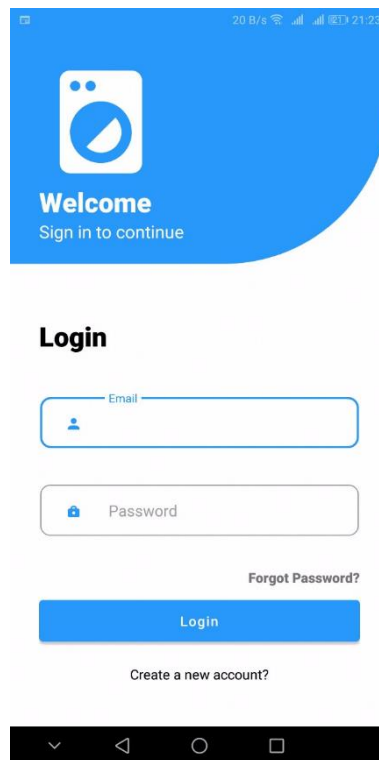 20 B/s 21:23
Welcome
Sign in to continue
Login
Email
Password
Forgot Password?
Login
Create a new account?